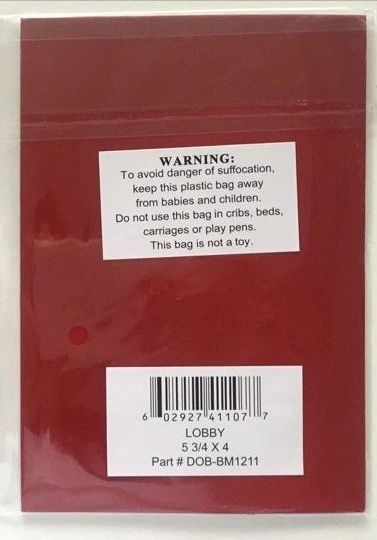 WARNING:
To avoid danger of suffocation,
keep this plastic bag away
from babies and children.
Do not use this bag in cribs, beds,
carriages or play pens.
This bag is not a toy.
6 02927 41107 7
LOBBY
5 3/4 X 4
Part # DOB-BM1211